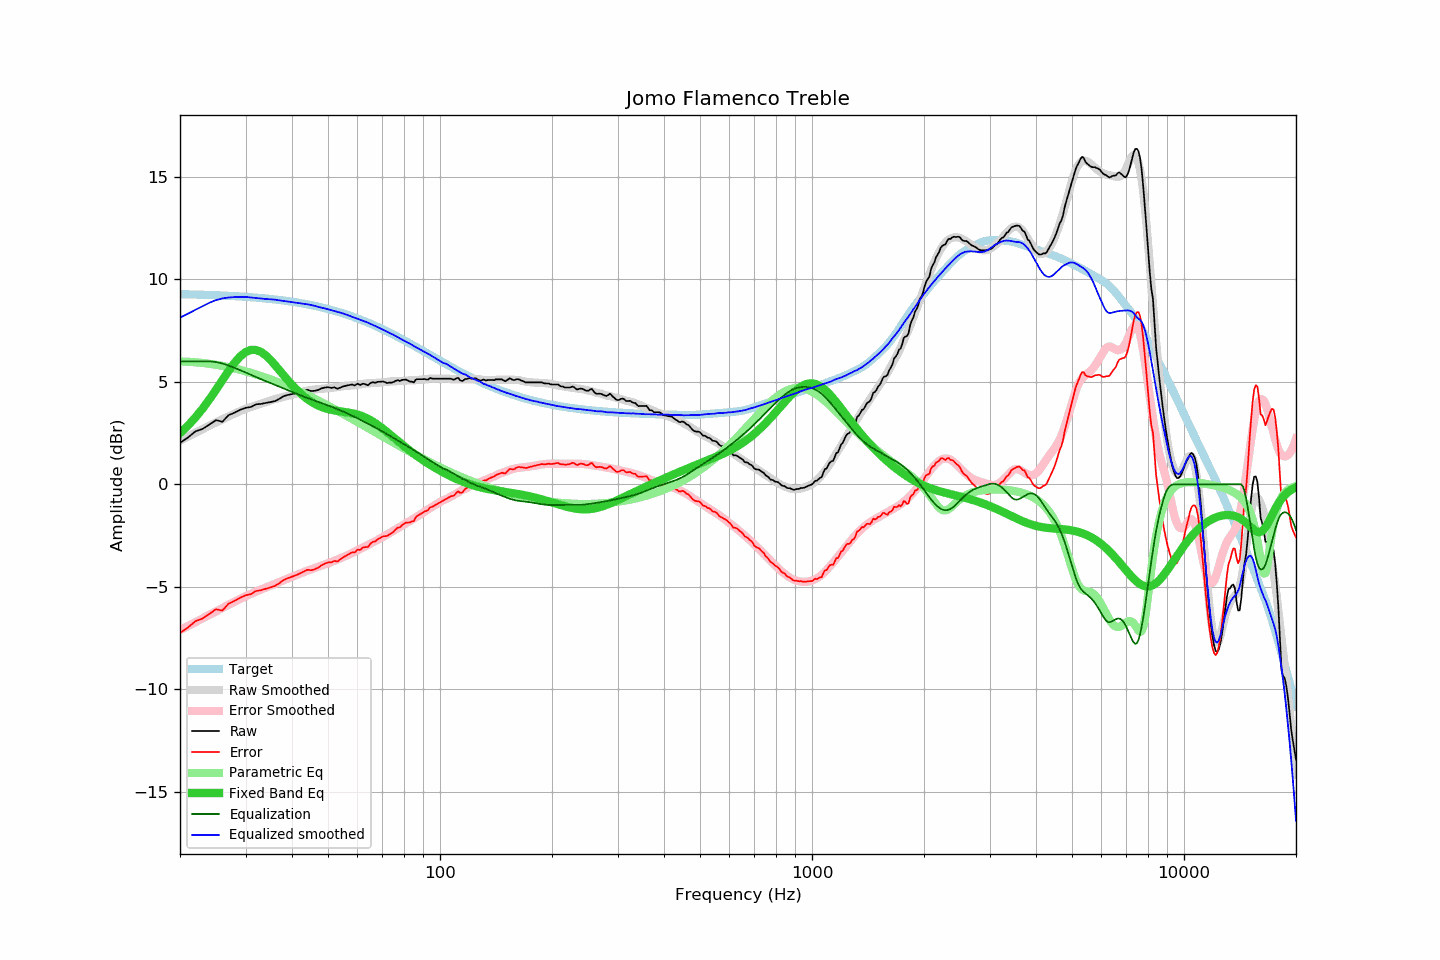 Jomo Flamenco Treble
15
10
5
0
−5
−10
−15
Amplitude (dBr)
Target
Raw Smoothed
Error Smoothed
Raw
Error
Parametric Eq
Fixed Band Eq
Equalization
Equalized smoothed
100
1000
10000
Frequency (Hz)